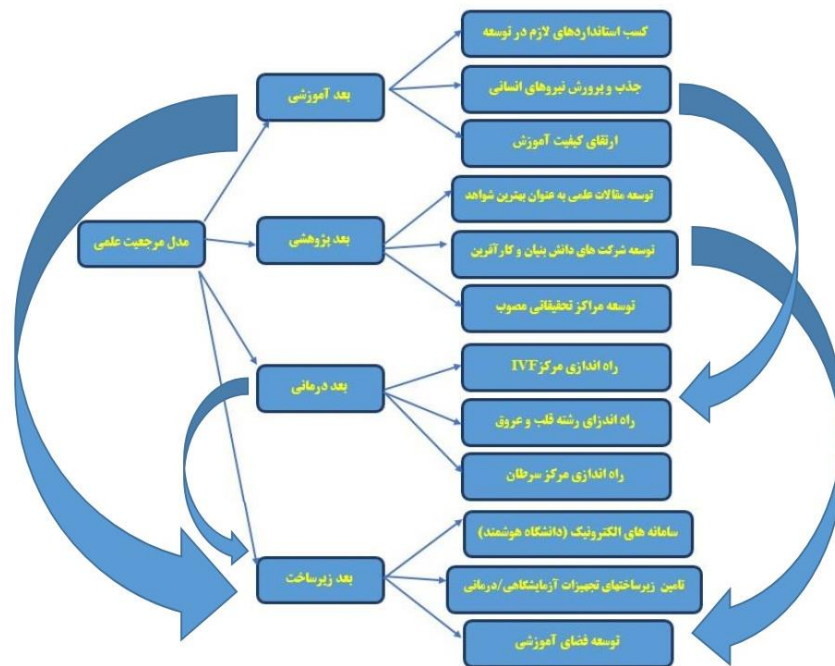 مدل مرجعیت علمی
بعد آموزشی
کسب استانداردهای لازم در توسعه
جذب و پرورش نیروهای انسانی
ارتقای کیفیت آموزش
بعد پژوهشی
توسعه مقالات علمی به عنوان بهترین شواهد
توسعه شرکت های دانش بنیان و کارآفرین
توسعه مراکز تحقیقاتی مصوب
بعد درمانی
راه اندازی مرکز IVF
راه اندزای رشته قلب و عروق
راه اندازی مرکز سرطان
بعد زیرساخت
سامانه های الکترونیک (دانشگاه هوشمند)
تامین زیرساختهای تجهیزات آزمایشگاهی/درمانی
توسعه فضای آموزشی